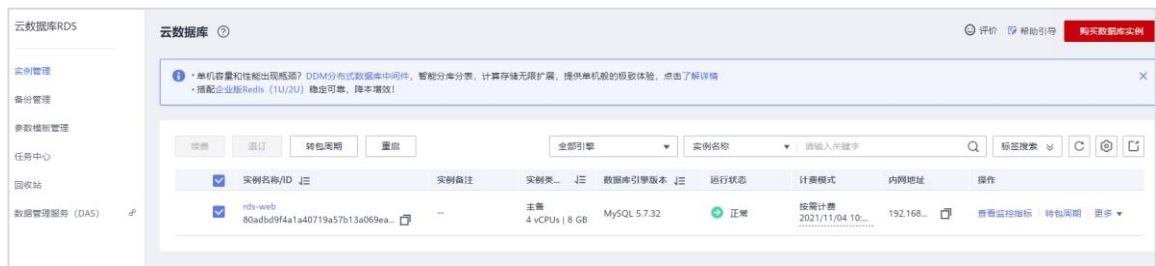 云数据库RDS
实例管理
备份管理
参数模板管理
任务中心
回收站
数据管理服务（DAS）
云数据库
评价 帮助引导 购买数据库实例
·单机容量和性能出现瓶颈？DDM分布式数据库中间件，智能分库分表，计算存储无限扩展，提供单机般的极致体验，点击了解详情
·搭配企业版Redis（1U/2U）稳定可靠，降本增效！
续费 退订 转包周期 重启 全部引擎 实例名称 请输入关键字 标签搜索
实例名称/ID 实例备注 实例类... 数据库引擎版本 运行状态 计费模式 内网地址 操作
rds-web
80adbd9f4a1a40719a57b13a069ea...
--
主备
4 vCPUs | 8 GB
MySQL 5.7.32
正常
按需计费
2021/11/04 10:...
192.168...
查看监控指标 转包周期 更多